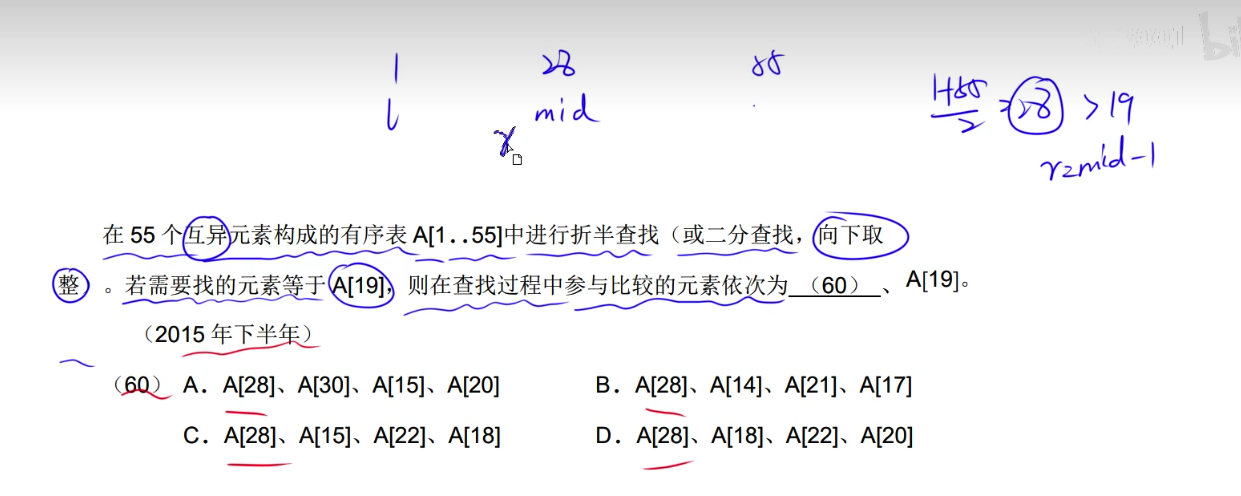 1 28 55
l mid
r
1+55/2 = 28 > 19
r=mid-1
在 55 个互异元素构成的有序表 A[1..55]中进行折半查找（或二分查找，向下取
整）。若需要找的元素等于 A[19]，则在查找过程中参与比较的元素依次为（60）、A[19]。
（2015 年下半年）
（60） A．A[28]、A[30]、A[15]、A[20] B．A[28]、A[14]、A[21]、A[17]
C．A[28]、A[15]、A[22]、A[18] D．A[28]、A[18]、A[22]、A[20]